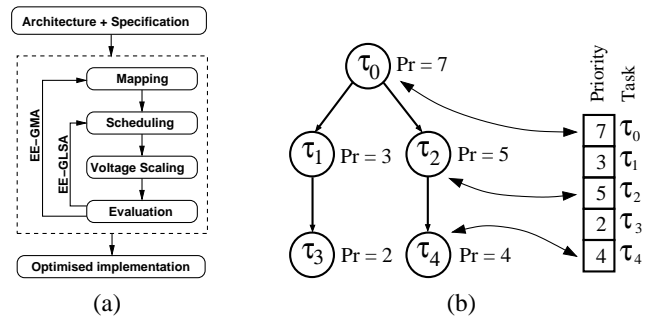 Architecture + Specification
Mapping
Scheduling
Voltage Scaling
Evaluation
EE-GMA
EE-GLSA
Optimised implementation
(a)
τ0 Pr = 7
τ1 Pr = 3
τ2 Pr = 5
τ3 Pr = 2
τ4 Pr = 4
Priority Task
7 τ0
3 τ1
5 τ2
2 τ3
4 τ4
(b)